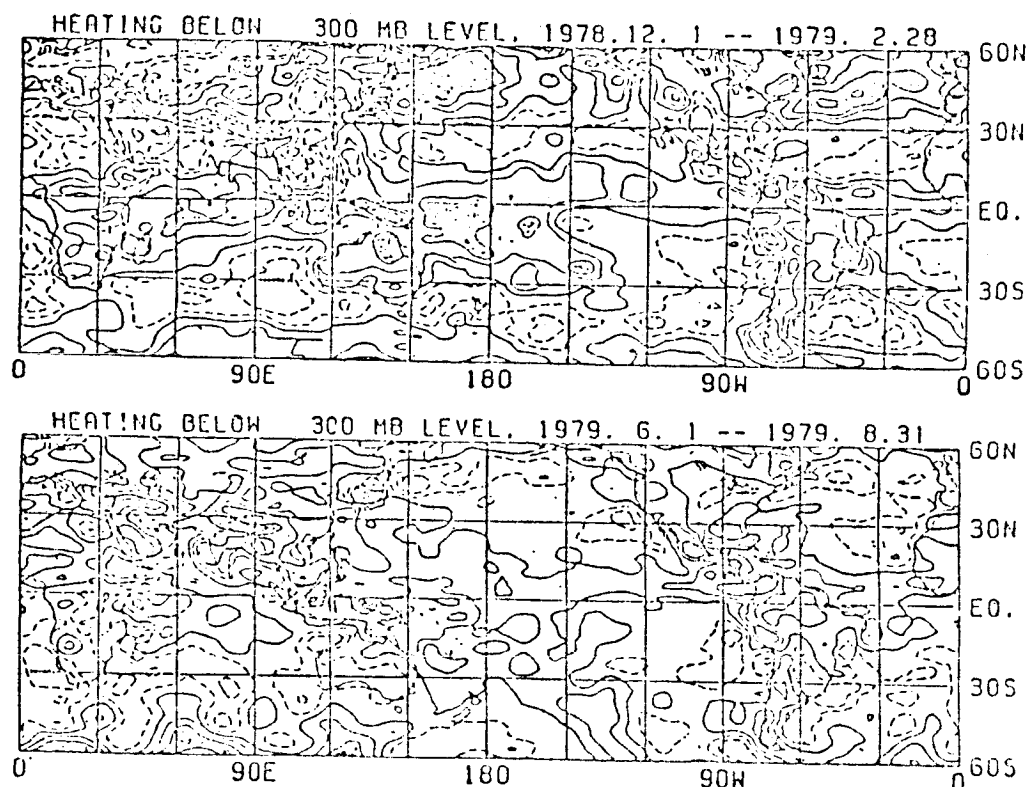 HEATING BELOW 300 MB LEVEL, 1978.12. 1 -- 1979. 2.28
60N
30N
EQ.
30S
60S
0 90E 180 90W 0
HEATING BELOW 300 MB LEVEL, 1979. 6. 1 -- 1979. 8.31
60N
30N
EQ.
30S
60S
0 90E 180 90W 0